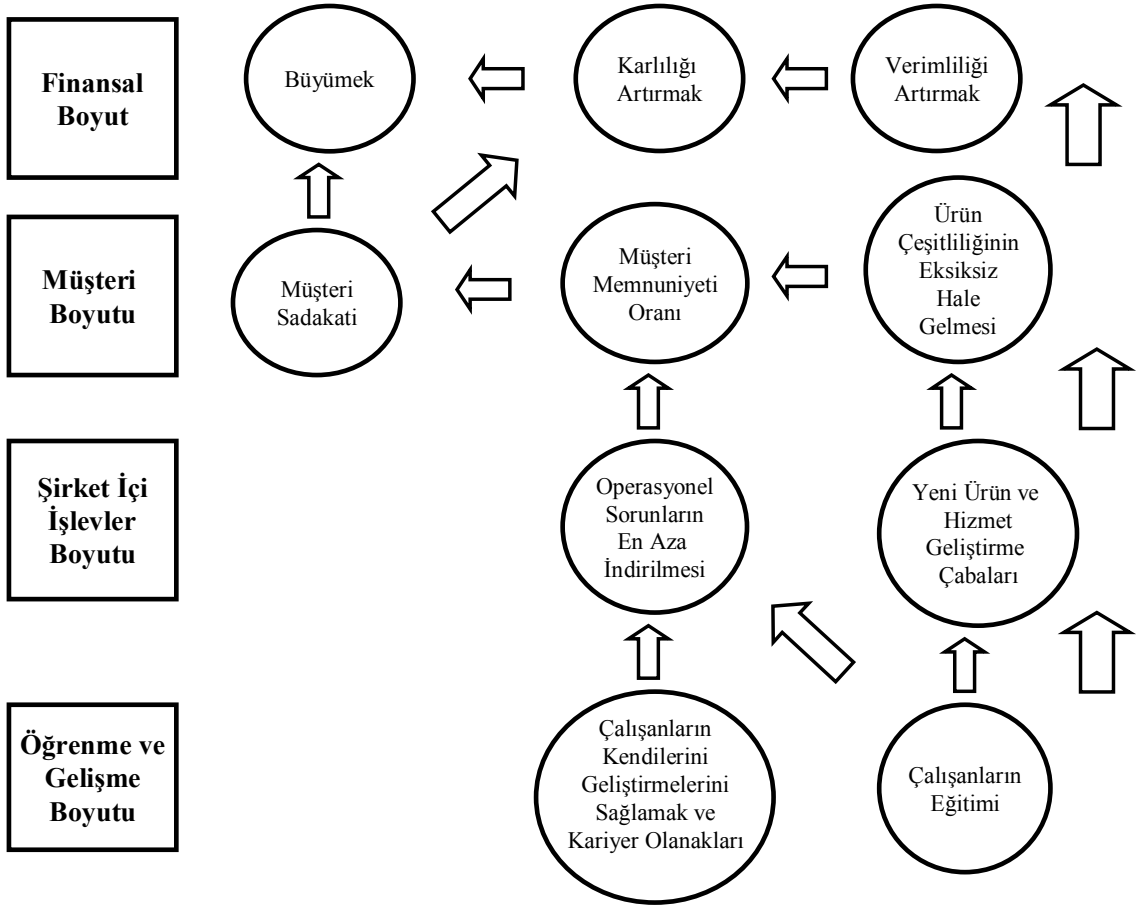 Finansal
Boyut
Büyümek
Karlılığı
Artırmak
Verimliliği
Artırmak
Müşteri
Boyutu
Müşteri
Sadakati
Müşteri
Memnuniyeti
Oranı
Ürün
Çeşitliliğinin
Eksiksiz
Hale
Gelmesi
Şirket İçi
İşlevler
Boyutu
Operasyonel
Sorunların
En Aza
İndirilmesi
Yeni Ürün ve
Hizmet
Geliştirme
Çabaları
Öğrenme ve
Gelişme
Boyutu
Çalışanların
Kendilerini
Geliştirmelerini
Sağlamak ve
Kariyer Olanakları
Çalışanların
Eğitimi